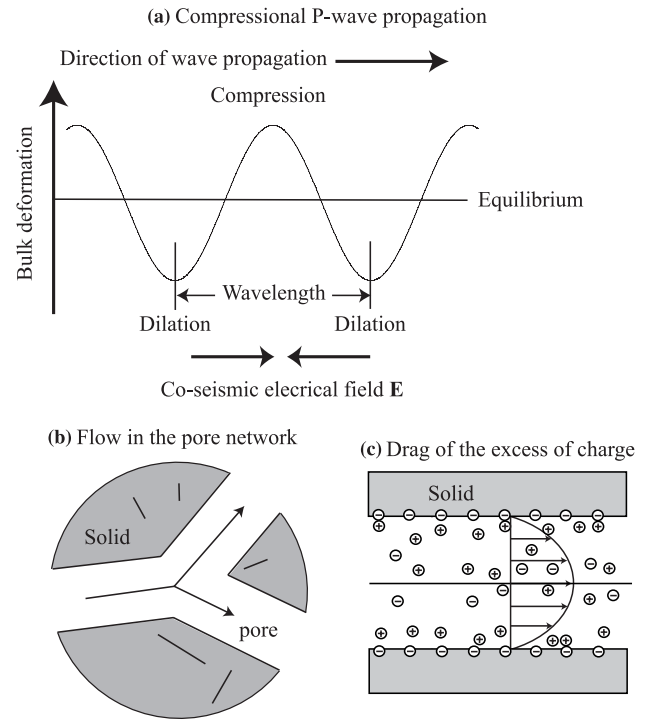 (a) Compressional P-wave propagation
Direction of wave propagation
Compression
Bulk deformation
Equilibrium
Wavelength
Dilation Dilation
Co-seismic elecrical field E
(b) Flow in the pore network
Solid
pore
(c) Drag of the excess of charge
Solid